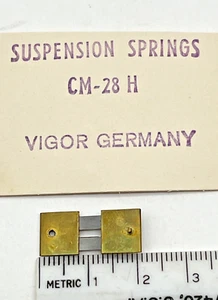 SUSPENSION SPRINGS
CM-28 H
VIGOR GERMANY
METRIC 1 2 3